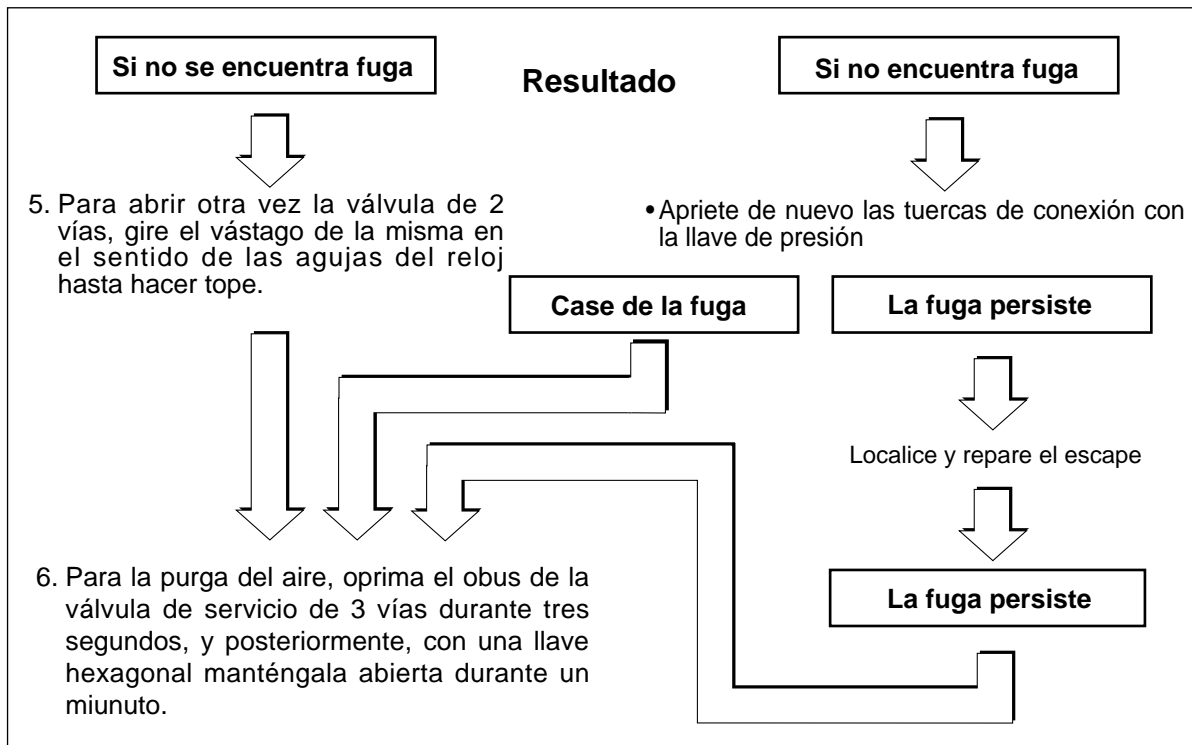 Si no se encuentra fuga
Resultado
Si no encuentra fuga
5. Para abrir otra vez la válvula de 2
vías, gire el vástago de la misma en
el sentido de las agujas del reloj
hasta hacer tope.
• Apriete de nuevo las tuercas de conexión con
la llave de presión
Case de la fuga
La fuga persiste
Localice y repare el escape
La fuga persiste
6. Para la purga del aire, oprima el obus de la
válvula de servicio de 3 vías durante tres
segundos, y posteriormente, con una llave
hexagonal manténgala abierta durante un
miunuto.